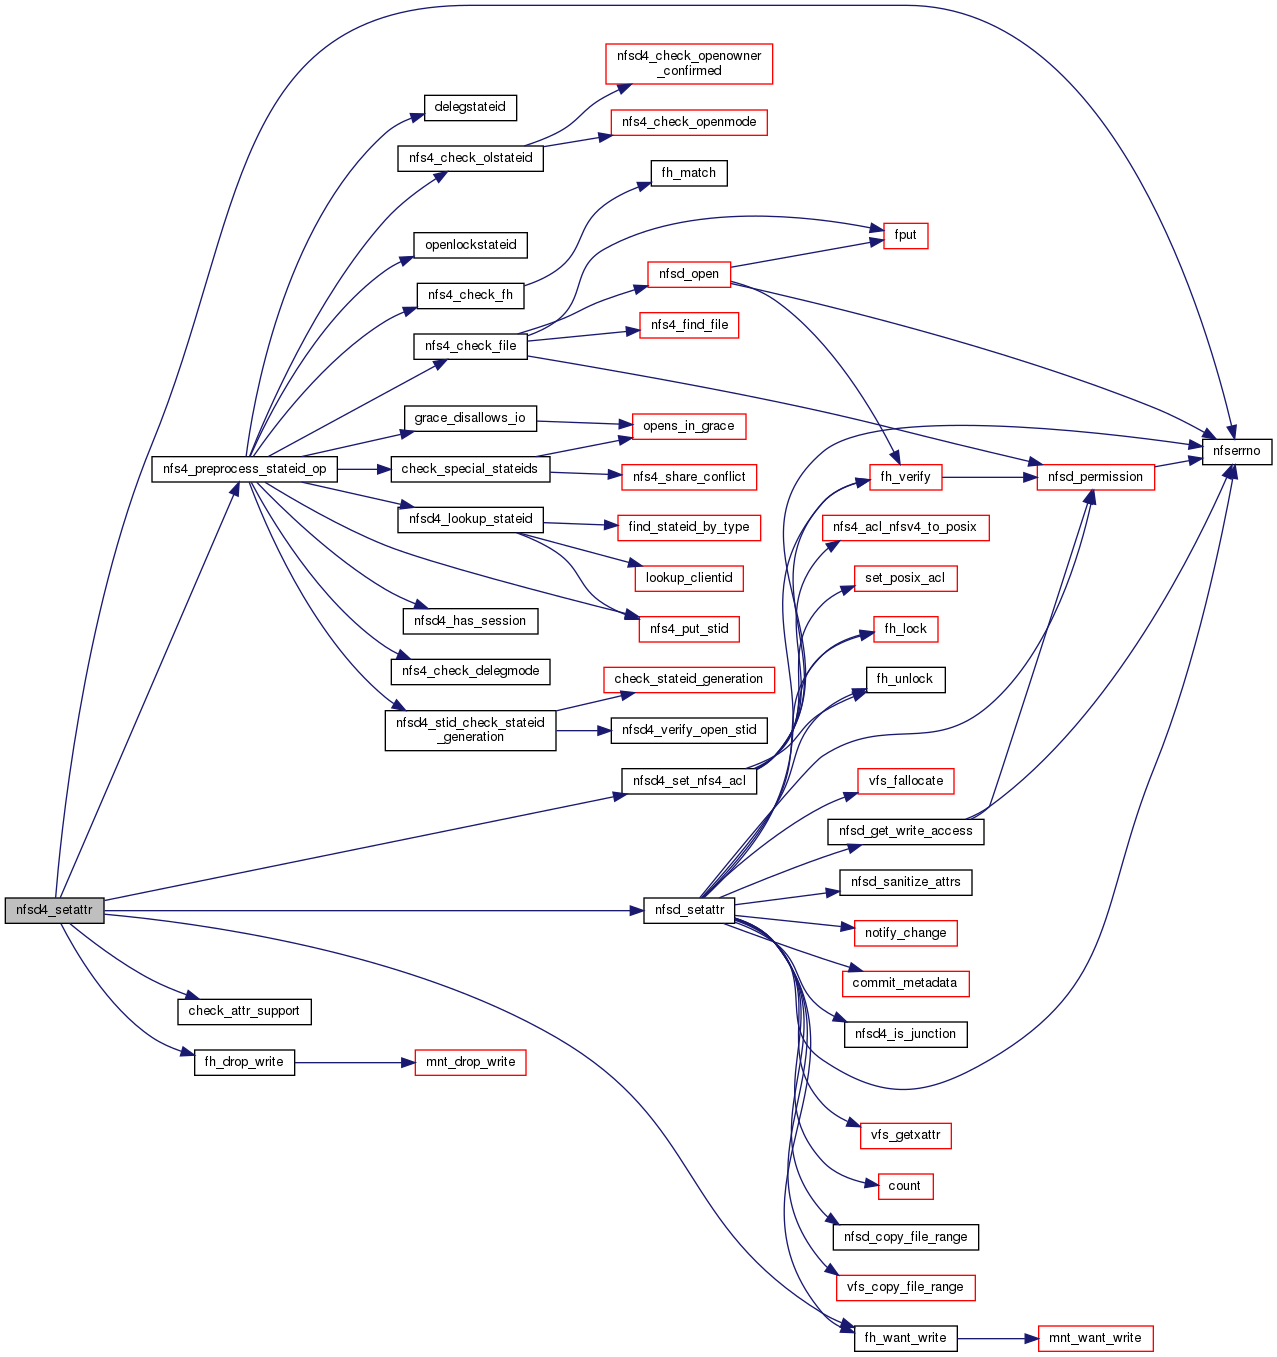 nfsd4_check_openowner
_confirmed
delegstateid
nfs4_check_openmode
nfs4_check_olstateid
fh_match
openlockstateid
fput
nfsd_open
nfs4_check_fh
nfs4_find_file
nfs4_check_file
grace_disallows_io
opens_in_grace
nfserrno
nfs4_preprocess_stateid_op
check_special_stateids
nfs4_share_conflict
fh_verify
nfsd_permission
nfsd4_lookup_stateid
find_stateid_by_type
nfs4_acl_nfsv4_to_posix
lookup_clientid
set_posix_acl
nfsd4_has_session
nfs4_put_stid
fh_lock
nfs4_check_delegmode
check_stateid_generation
fh_unlock
nfsd4_stid_check_stateid
_generation
nfsd4_verify_open_stid
nfsd4_set_nfs4_acl
vfs_fallocate
nfsd_get_write_access
nfsd_sanitize_attrs
nfsd4_setattr
nfsd_setattr
notify_change
commit_metadata
check_attr_support
nfsd4_is_junction
fh_drop_write
mnt_drop_write
vfs_getxattr
count
nfsd_copy_file_range
vfs_copy_file_range
fh_want_write
mnt_want_write